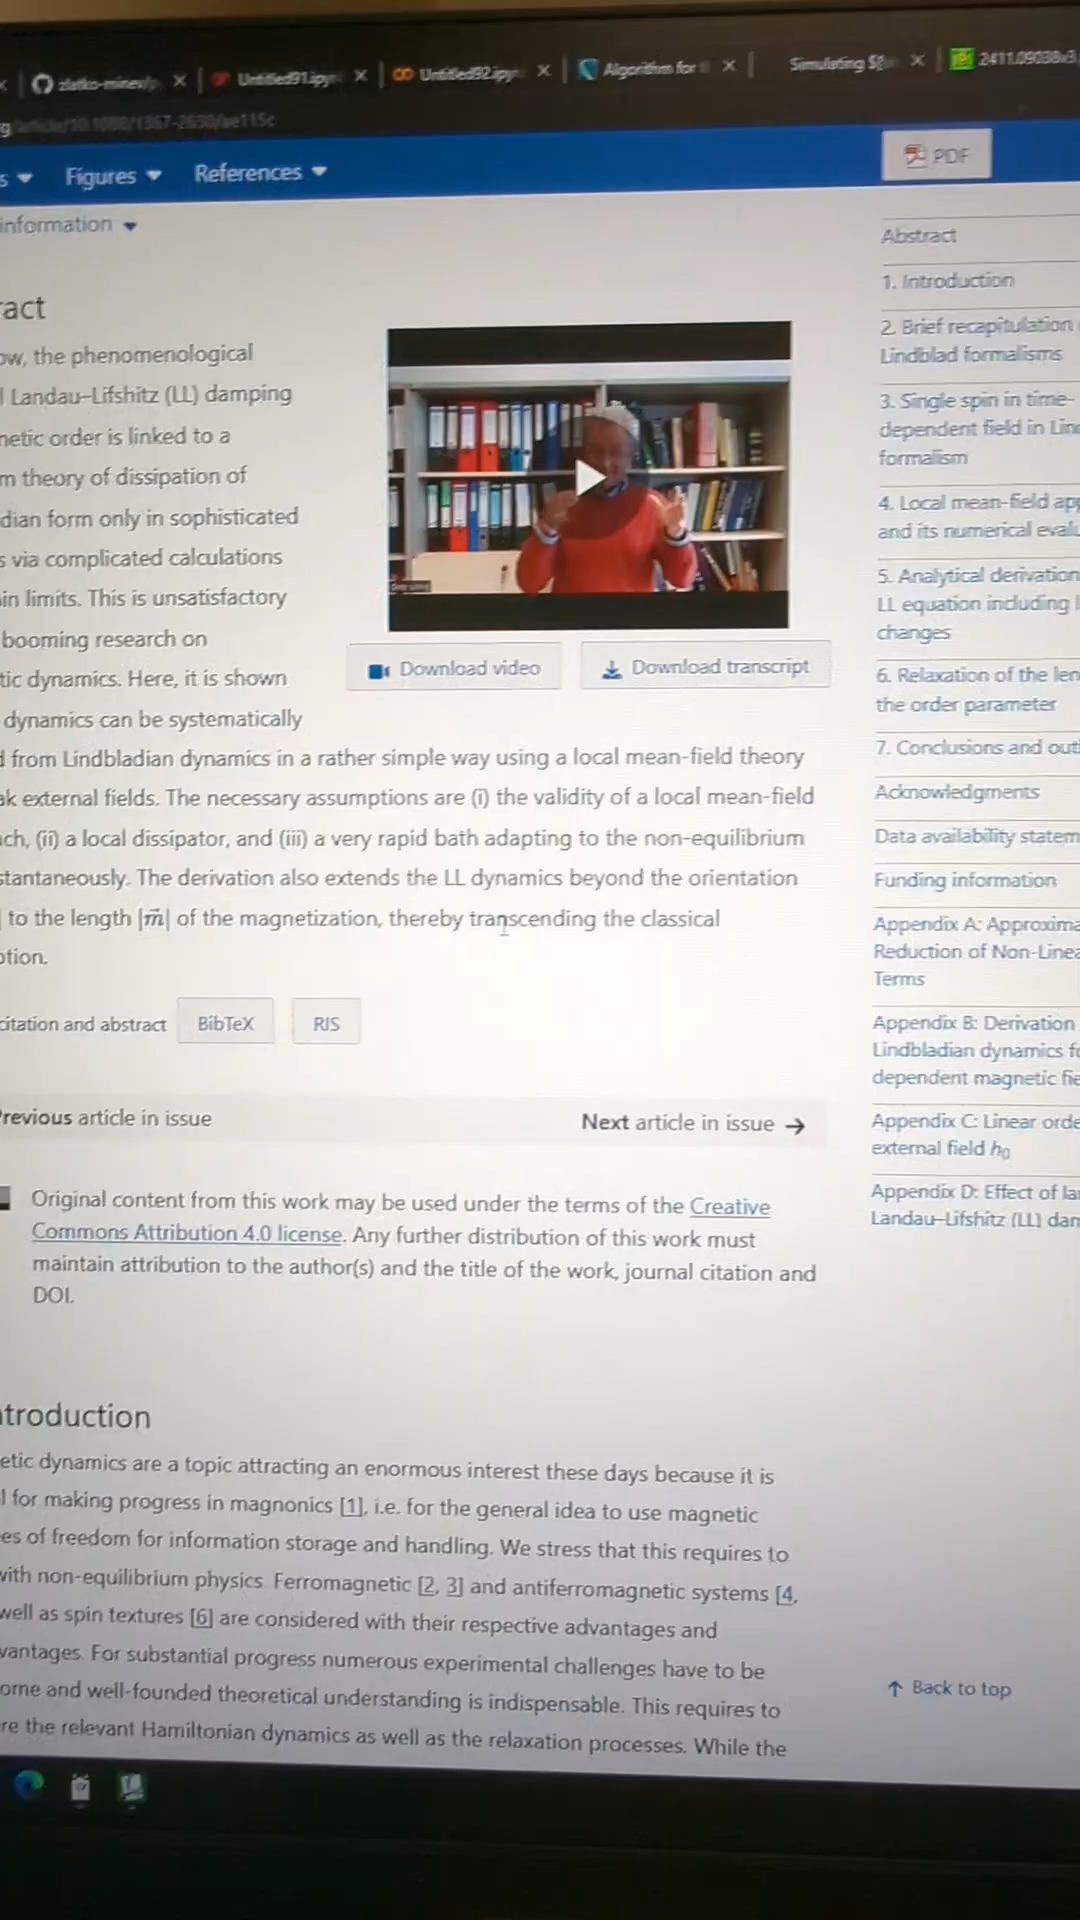 zlatko-minev/p
Untitled91.ipy
Untitled92.ipy
Algorithm for
Simulating
2411.09038v3
Figures
References
PDF
information
ract
ow, the phenomenological
l Landau–Lifshitz (LL) damping
netic order is linked to a
m theory of dissipation of
dian form only in sophisticated
s via complicated calculations
in limits. This is unsatisfactory
booming research on
tic dynamics. Here, it is shown
dynamics can be systematically
d from Lindbladian dynamics in a rather simple way using a local mean-field theory
ak external fields. The necessary assumptions are (i) the validity of a local mean-field
ch, (ii) a local dissipator, and (iii) a very rapid bath adapting to the non-equilibrium
stantaneously. The derivation also extends the LL dynamics beyond the orientation
to the length |m⃗| of the magnetization, thereby transcending the classical
otion.
Download video
Download transcript
citation and abstract
BibTeX
RIS
Previous article in issue
Next article in issue →
Original content from this work may be used under the terms of the Creative
Commons Attribution 4.0 license. Any further distribution of this work must
maintain attribution to the author(s) and the title of the work, journal citation and
DOI.
ntroduction
etic dynamics are a topic attracting an enormous interest these days because it is
l for making progress in magnonics [1], i.e. for the general idea to use magnetic
es of freedom for information storage and handling. We stress that this requires to
with non-equilibrium physics. Ferromagnetic [2, 3] and antiferromagnetic systems [4,
well as spin textures [6] are considered with their respective advantages and
vantages. For substantial progress numerous experimental challenges have to be
ome and well-founded theoretical understanding is indispensable. This requires to
re the relevant Hamiltonian dynamics as well as the relaxation processes. While the
Abstract
1. Introduction
2. Brief recapitulation
Lindblad formalisms
3. Single spin in time-
dependent field in Lin
formalism
4. Local mean-field ap
and its numerical evalu
5. Analytical derivation
LL equation including l
changes
6. Relaxation of the len
the order parameter
7. Conclusions and out
Acknowledgments
Data availability statem
Funding information
Appendix A: Approxima
Reduction of Non-Linea
Terms
Appendix B: Derivation
Lindbladian dynamics fo
dependent magnetic fie
Appendix C: Linear orde
external field h0
Appendix D: Effect of la
Landau–Lifshitz (LL) dam
↑ Back to top